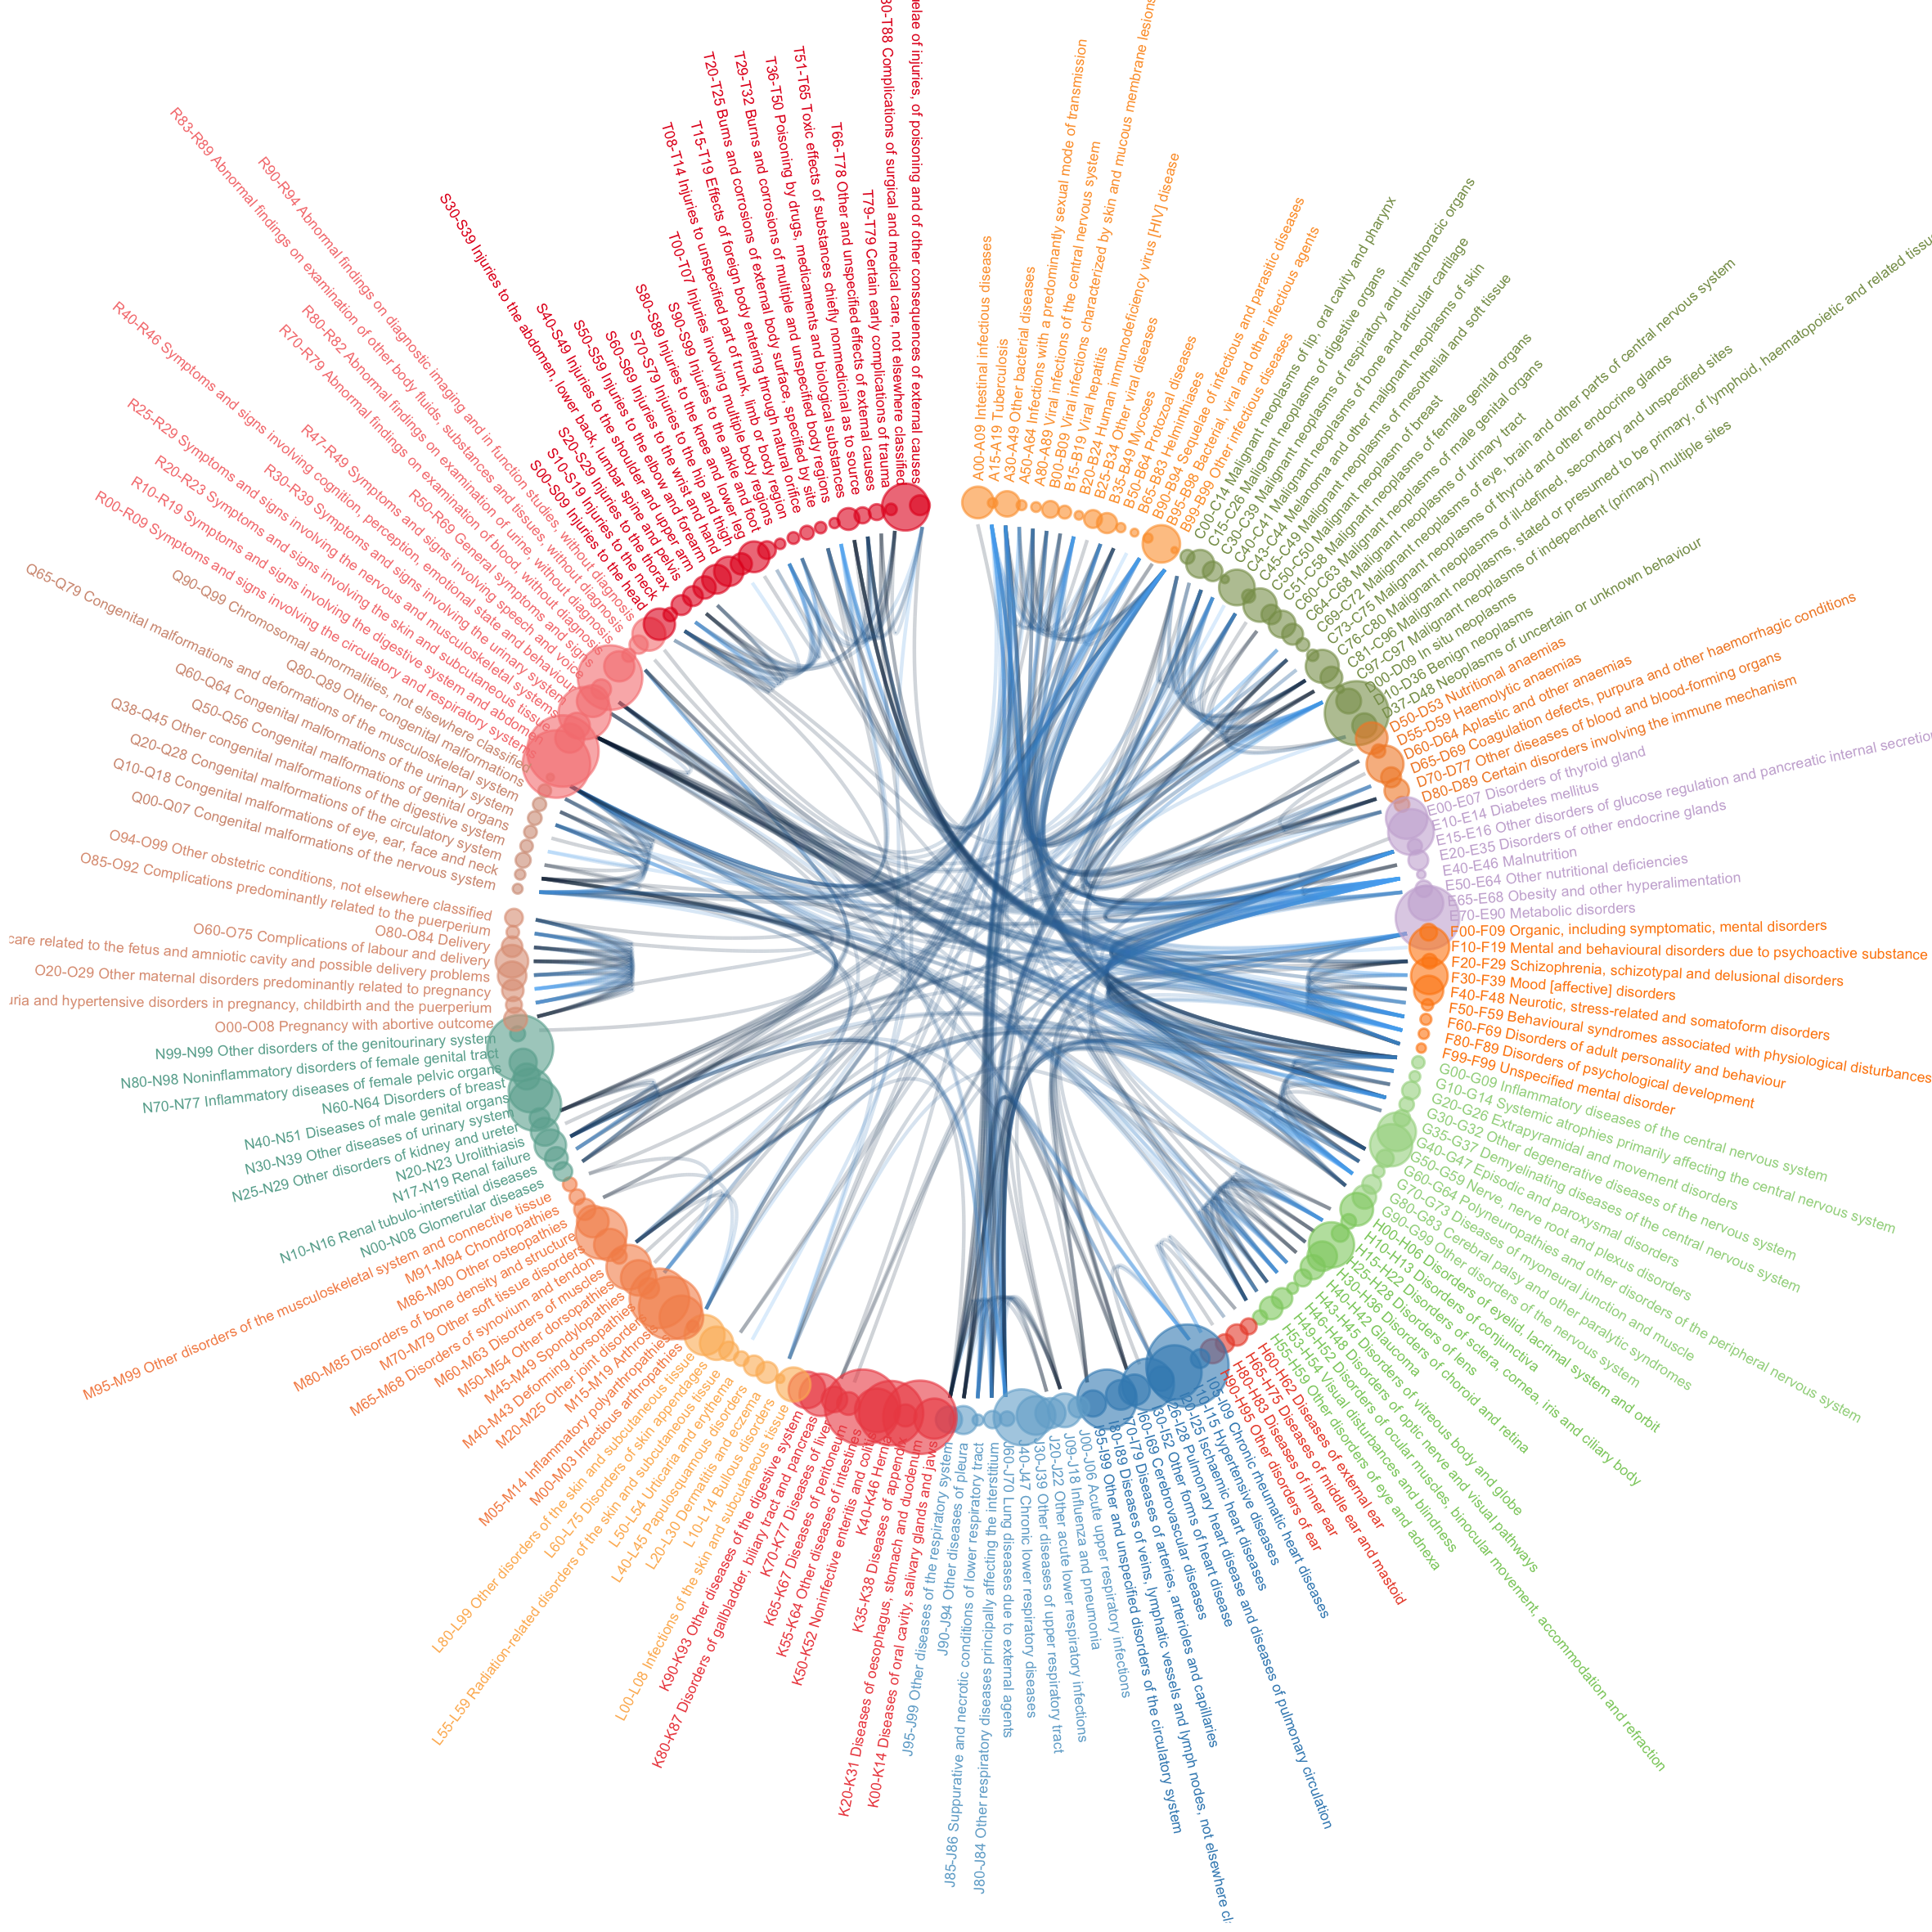 A00-A09 Intestinal infectious diseases
A15-A19 Tuberculosis
A30-A49 Other bacterial diseases
A50-A64 Infections with a predominantly sexual mode of transmission
A80-A89 Viral infections of the central nervous system
B00-B09 Viral infections characterized by skin and mucous membrane lesions
B15-B19 Viral hepatitis
B20-B24 Human immunodeficiency virus [HIV] disease
B25-B34 Other viral diseases
B35-B49 Mycoses
B50-B64 Protozoal diseases
B65-B83 Helminthiases
B90-B94 Sequelae of infectious and parasitic diseases
B95-B98 Bacterial, viral and other infectious agents
B99-B99 Other infectious diseases
C00-C14 Malignant neoplasms of lip, oral cavity and pharynx
C15-C26 Malignant neoplasms of digestive organs
C30-C39 Malignant neoplasms of respiratory and intrathoracic organs
C40-C41 Malignant neoplasms of bone and articular cartilage
C43-C44 Melanoma and other malignant neoplasms of skin
C45-C49 Malignant neoplasms of mesothelial and soft tissue
C50-C50 Malignant neoplasm of breast
C51-C58 Malignant neoplasms of female genital organs
C60-C63 Malignant neoplasms of male genital organs
C64-C68 Malignant neoplasms of urinary tract
C69-C72 Malignant neoplasms of eye, brain and other parts of central nervous system
C73-C75 Malignant neoplasms of thyroid and other endocrine glands
C76-C80 Malignant neoplasms of ill-defined, secondary and unspecified sites
C81-C96 Malignant neoplasms, stated or presumed to be primary, of lymphoid, haematopoietic and related tissue
C97-C97 Malignant neoplasms of independent (primary) multiple sites
D00-D09 In situ neoplasms
D10-D36 Benign neoplasms
D37-D48 Neoplasms of uncertain or unknown behaviour
D50-D53 Nutritional anaemias
D55-D59 Haemolytic anaemias
D60-D64 Aplastic and other anaemias
D65-D69 Coagulation defects, purpura and other haemorrhagic conditions
D70-D77 Other diseases of blood and blood-forming organs
D80-D89 Certain disorders involving the immune mechanism
E00-E07 Disorders of thyroid gland
E10-E14 Diabetes mellitus
E15-E16 Other disorders of glucose regulation and pancreatic internal secretion
E20-E35 Disorders of other endocrine glands
E40-E46 Malnutrition
E50-E64 Other nutritional deficiencies
E65-E68 Obesity and other hyperalimentation
E70-E90 Metabolic disorders
F00-F09 Organic, including symptomatic, mental disorders
F10-F19 Mental and behavioural disorders due to psychoactive substance
F20-F29 Schizophrenia, schizotypal and delusional disorders
F30-F39 Mood [affective] disorders
F40-F48 Neurotic, stress-related and somatoform disorders
F50-F59 Behavioural syndromes associated with physiological disturbances
F60-F69 Disorders of adult personality and behaviour
F80-F89 Disorders of psychological development
F99-F99 Unspecified mental disorder
G00-G09 Inflammatory diseases of the central nervous system
G10-G14 Systemic atrophies primarily affecting the central nervous system
G20-G26 Extrapyramidal and movement disorders
G30-G32 Other degenerative diseases of the nervous system
G35-G37 Demyelinating diseases of the central nervous system
G40-G47 Episodic and paroxysmal disorders
G50-G59 Nerve, nerve root and plexus disorders
G60-G64 Polyneuropathies and other disorders of the peripheral nervous system
G70-G73 Diseases of myoneural junction and muscle
G80-G83 Cerebral palsy and other paralytic syndromes
G90-G99 Other disorders of the nervous system
H00-H06 Disorders of eyelid, lacrimal system and orbit
H10-H13 Disorders of conjunctiva
H15-H22 Disorders of sclera, cornea, iris and ciliary body
H25-H28 Disorders of lens
H30-H36 Disorders of choroid and retina
H40-H42 Glaucoma
H43-H45 Disorders of vitreous body and globe
H46-H48 Disorders of optic nerve and visual pathways
H49-H52 Disorders of ocular muscles, binocular movement, accommodation and refraction
H53-H54 Visual disturbances and blindness
H55-H59 Other disorders of eye and adnexa
H60-H62 Diseases of external ear
H65-H75 Diseases of middle ear and mastoid
H80-H83 Diseases of inner ear
H90-H95 Other disorders of ear
I05-I09 Chronic rheumatic heart diseases
I10-I15 Hypertensive diseases
I20-I25 Ischaemic heart diseases
I26-I28 Pulmonary heart disease and diseases of pulmonary circulation
I30-I52 Other forms of heart disease
I60-I69 Cerebrovascular diseases
I70-I79 Diseases of arteries, arterioles and capillaries
I80-I89 Diseases of veins, lymphatic vessels and lymph nodes, not elsewhere
I95-I99 Other and unspecified disorders of the circulatory system
J00-J06 Acute upper respiratory infections
J09-J18 Influenza and pneumonia
J20-J22 Other acute lower respiratory infections
J30-J39 Other diseases of upper respiratory tract
J40-J47 Chronic lower respiratory diseases
J60-J70 Lung diseases due to external agents
J80-J84 Other respiratory diseases principally affecting the interstitium
J85-J86 Suppurative and necrotic conditions of lower respiratory tract
J90-J94 Other diseases of pleura
J95-J99 Other diseases of the respiratory system
K00-K14 Diseases of oral cavity, salivary glands and jaws
K20-K31 Diseases of oesophagus, stomach and duodenum
K35-K38 Diseases of appendix
K40-K46 Hernia
K50-K52 Noninfective enteritis and colitis
K55-K64 Other diseases of intestines
K65-K67 Diseases of peritoneum
K70-K77 Diseases of liver
K80-K87 Disorders of gallbladder, biliary tract and pancreas
K90-K93 Other diseases of the digestive system
L00-L08 Infections of the skin and subcutaneous tissue
L10-L14 Bullous disorders
L20-L30 Dermatitis and eczema
L40-L45 Papulosquamous disorders
L50-L54 Urticaria and erythema
L55-L59 Radiation-related disorders of the skin and subcutaneous tissue
L60-L75 Disorders of skin appendages
L80-L99 Other disorders of the skin and subcutaneous tissue
M00-M03 Infectious arthropathies
M05-M14 Inflammatory polyarthropathies
M15-M19 Arthrosis
M20-M25 Other joint disorders
M40-M43 Deforming dorsopathies
M45-M49 Spondylopathies
M50-M54 Other dorsopathies
M60-M63 Disorders of muscles
M65-M68 Disorders of synovium and tendon
M70-M79 Other soft tissue disorders
M80-M85 Disorders of bone density and structure
M86-M90 Other osteopathies
M91-M94 Chondropathies
M95-M99 Other disorders of the musculoskeletal system and connective tissue
N00-N08 Glomerular diseases
N10-N16 Renal tubulo-interstitial diseases
N17-N19 Renal failure
N20-N23 Urolithiasis
N25-N29 Other disorders of kidney and ureter
N30-N39 Other diseases of urinary system
N40-N51 Diseases of male genital organs
N60-N64 Disorders of breast
N70-N77 Inflammatory diseases of female pelvic organs
N80-N98 Noninflammatory disorders of female genital tract
N99-N99 Other disorders of the genitourinary system
O00-O08 Pregnancy with abortive outcome
uria and hypertensive disorders in pregnancy, childbirth and the puerperium
O20-O29 Other maternal disorders predominantly related to pregnancy
care related to the fetus and amniotic cavity and possible delivery problems
O60-O75 Complications of labour and delivery
O80-O84 Delivery
O85-O92 Complications predominantly related to the puerperium
O94-O99 Other obstetric conditions, not elsewhere classified
Q00-Q07 Congenital malformations of the nervous system
Q10-Q18 Congenital malformations of eye, ear, face and neck
Q20-Q28 Congenital malformations of the circulatory system
Q38-Q45 Other congenital malformations of the digestive system
Q50-Q56 Congenital malformations of genital organs
Q60-Q64 Congenital malformations of the urinary system
Q65-Q79 Congenital malformations and deformations of the musculoskeletal system
Q80-Q89 Other congenital malformations
Q90-Q99 Chromosomal abnormalities, not elsewhere classified
R00-R09 Symptoms and signs involving the circulatory and respiratory systems
R10-R19 Symptoms and signs involving the digestive system and abdomen
R20-R23 Symptoms and signs involving the skin and subcutaneous tissue
R25-R29 Symptoms and signs involving the nervous and musculoskeletal systems
R30-R39 Symptoms and signs involving the urinary system
R40-R46 Symptoms and signs involving cognition, perception, emotional state and behaviour
R47-R49 Symptoms and signs involving speech and voice
R50-R69 General symptoms and signs
R70-R79 Abnormal findings on examination of blood, without diagnosis
R80-R82 Abnormal findings on examination of urine, without diagnosis
R83-R89 Abnormal findings on examination of other body fluids, substances and tissues, without diagnosis
R90-R94 Abnormal findings on diagnostic imaging and in function studies, without diagnosis
S00-S09 Injuries to the head
S10-S19 Injuries to the neck
S20-S29 Injuries to the thorax
S30-S39 Injuries to the abdomen, lower back, lumbar spine and pelvis
S40-S49 Injuries to the shoulder and upper arm
S50-S59 Injuries to the elbow and forearm
S60-S69 Injuries to the wrist and hand
S70-S79 Injuries to the hip and thigh
S80-S89 Injuries to the knee and lower leg
S90-S99 Injuries to the ankle and foot
T00-T07 Injuries involving multiple body regions
T08-T14 Injuries to unspecified part of trunk, limb or body region
T15-T19 Effects of foreign body entering through natural orifice
T20-T25 Burns and corrosions of external body surface, specified by site
T29-T32 Burns and corrosions of multiple and unspecified body regions
T36-T50 Poisoning by drugs, medicaments and biological substances
T51-T65 Toxic effects of substances chiefly nonmedicinal as to source
T66-T78 Other and unspecified effects of external causes
T79-T79 Certain early complications of trauma
80-T88 Complications of surgical and medical care, not elsewhere classified
elae of injuries, of poisoning and of other consequences of external causes